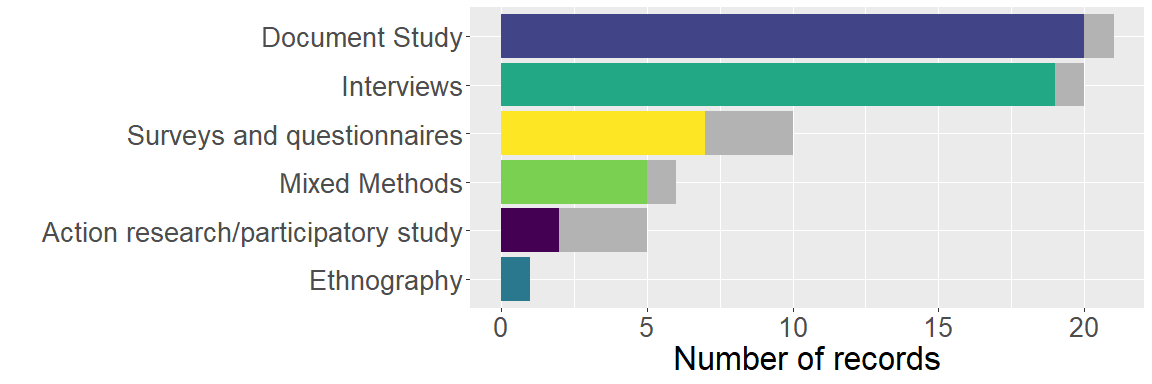 Document Study
Interviews
Surveys and questionnaires
Mixed Methods
Action research/participatory study
Ethnography
0 5 10 15 20
Number of records